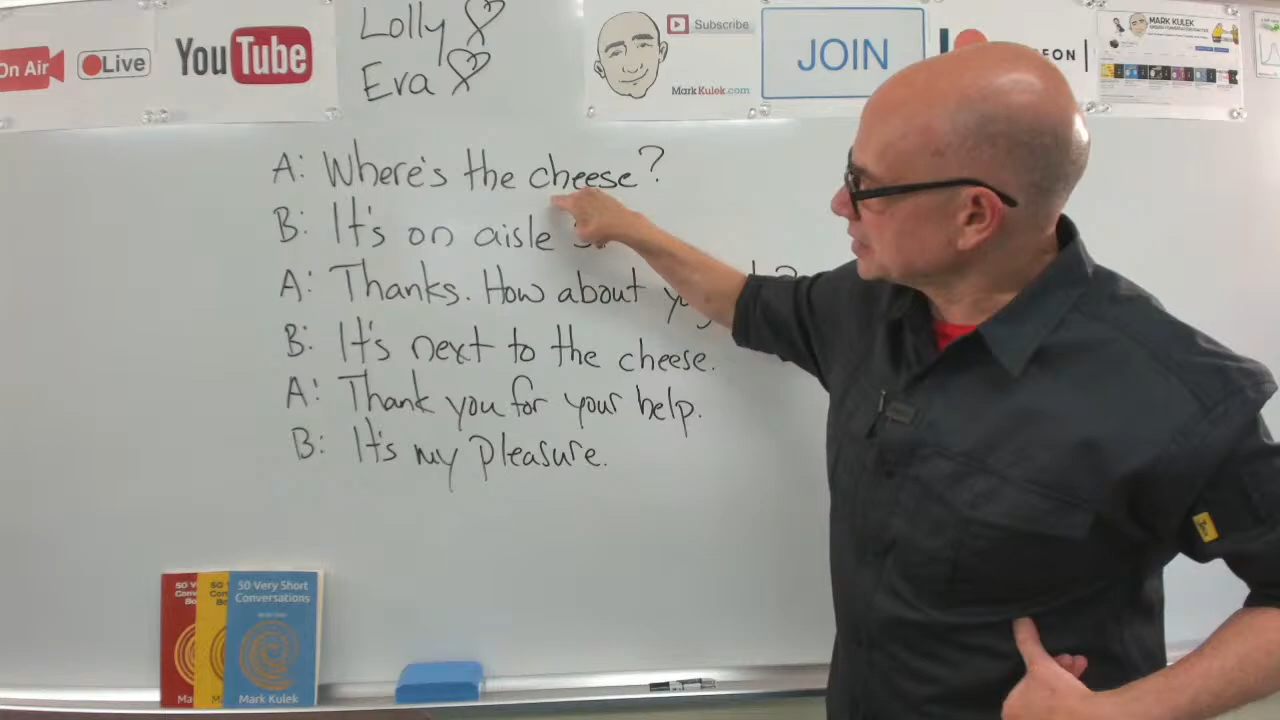 On Air
Live
YouTube
Lolly
Eva
Subscribe
MarkKulek.com
JOIN
MARK KULEK
A: Where's the cheese?
B: It's on aisle
A: Thanks. How about
B: It's next to the cheese.
A: Thank you for your help.
B: It's my pleasure.
50 Very Short
Conversations
Mark Kulek